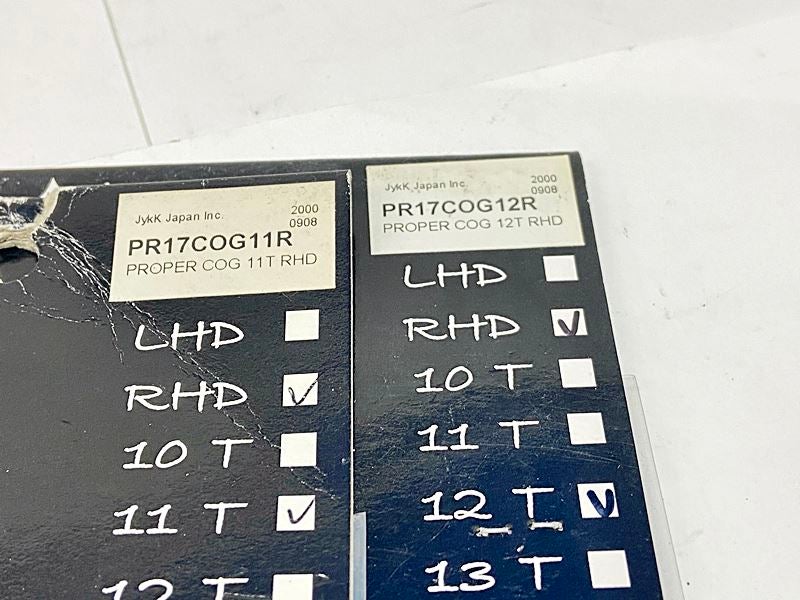 JykK Japan Inc. 2000
0908
PR17COG11R
PROPER COG 11T RHD
LHD
RHD
10 T
11 T
12 T
JykK Japan Inc. 2000
0908
PR17COG12R
PROPER COG 12T RHD
LHD
RHD
10 T
11 T
12 T
13 T